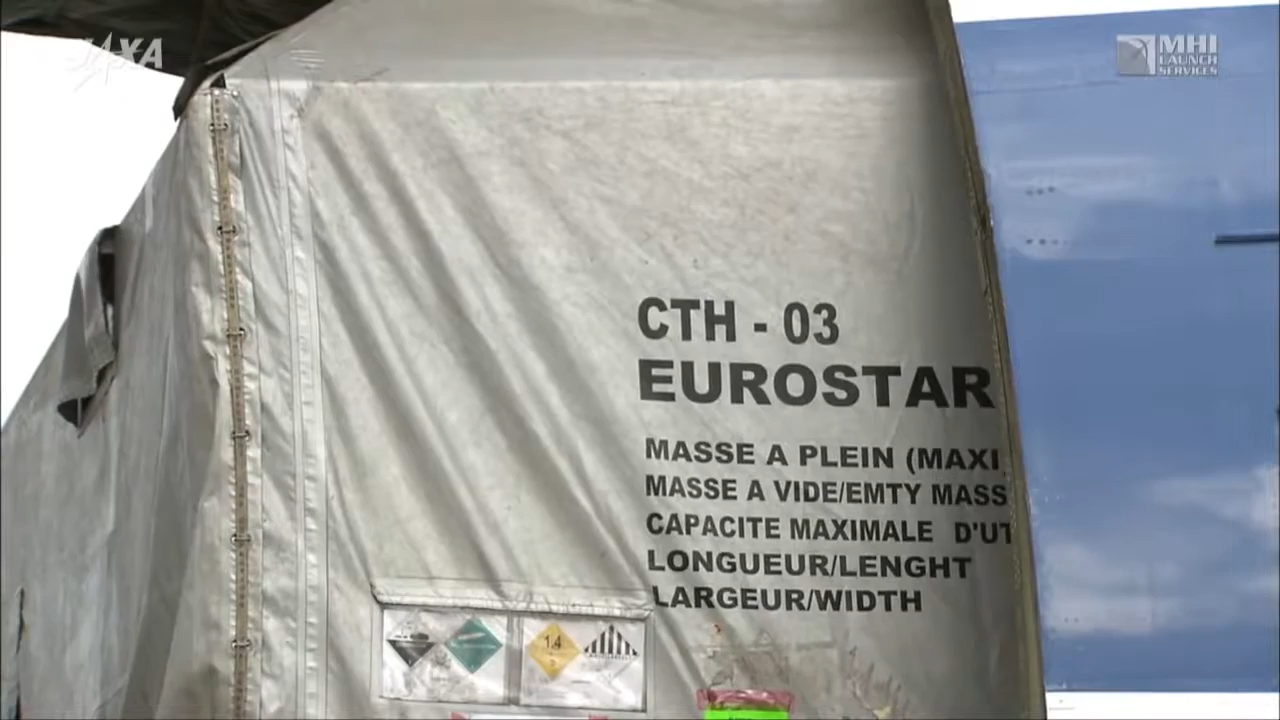 JAXA
MHI
LAUNCH
SERVICES
CTH - 03
EUROSTAR
MASSE A PLEIN (MAXI
MASSE A VIDE/EMTY MASS
CAPACITE MAXIMALE D'UT
LONGUEUR/LENGHT
LARGEUR/WIDTH
1.4